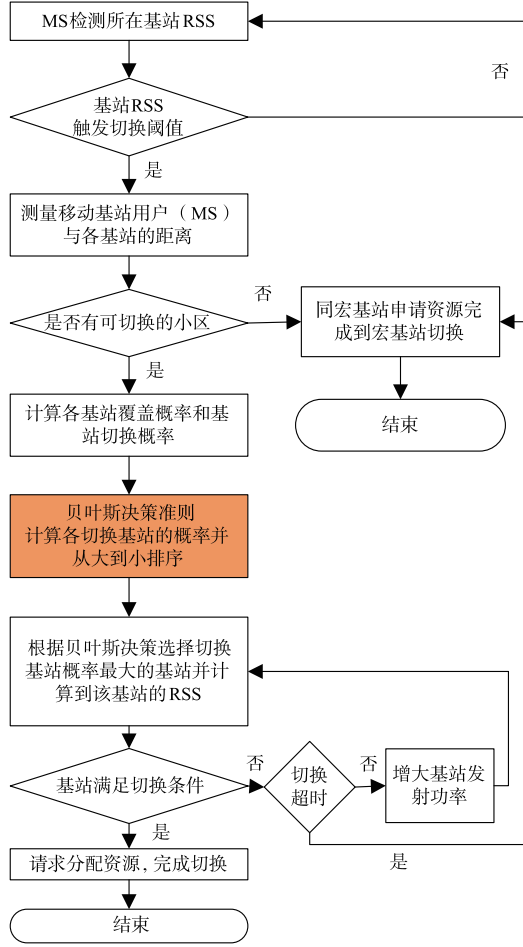 MS检测所在基站RSS
否
基站RSS
触发切换阈值
是
测量移动基站用户（MS）
与各基站的距离
是否有可切换的小区
否
同宏基站申请资源完
成到宏基站切换
是
结束
计算各基站覆盖概率和基
站切换概率
贝叶斯决策准则
计算各切换基站的概率并
从大到小排序
根据贝叶斯决策选择切换
基站概率最大的基站并计
算到该基站的RSS
基站满足切换条件
否
切换
超时
否
增大基站发
射功率
是
是
请求分配资源,完成切换
结束